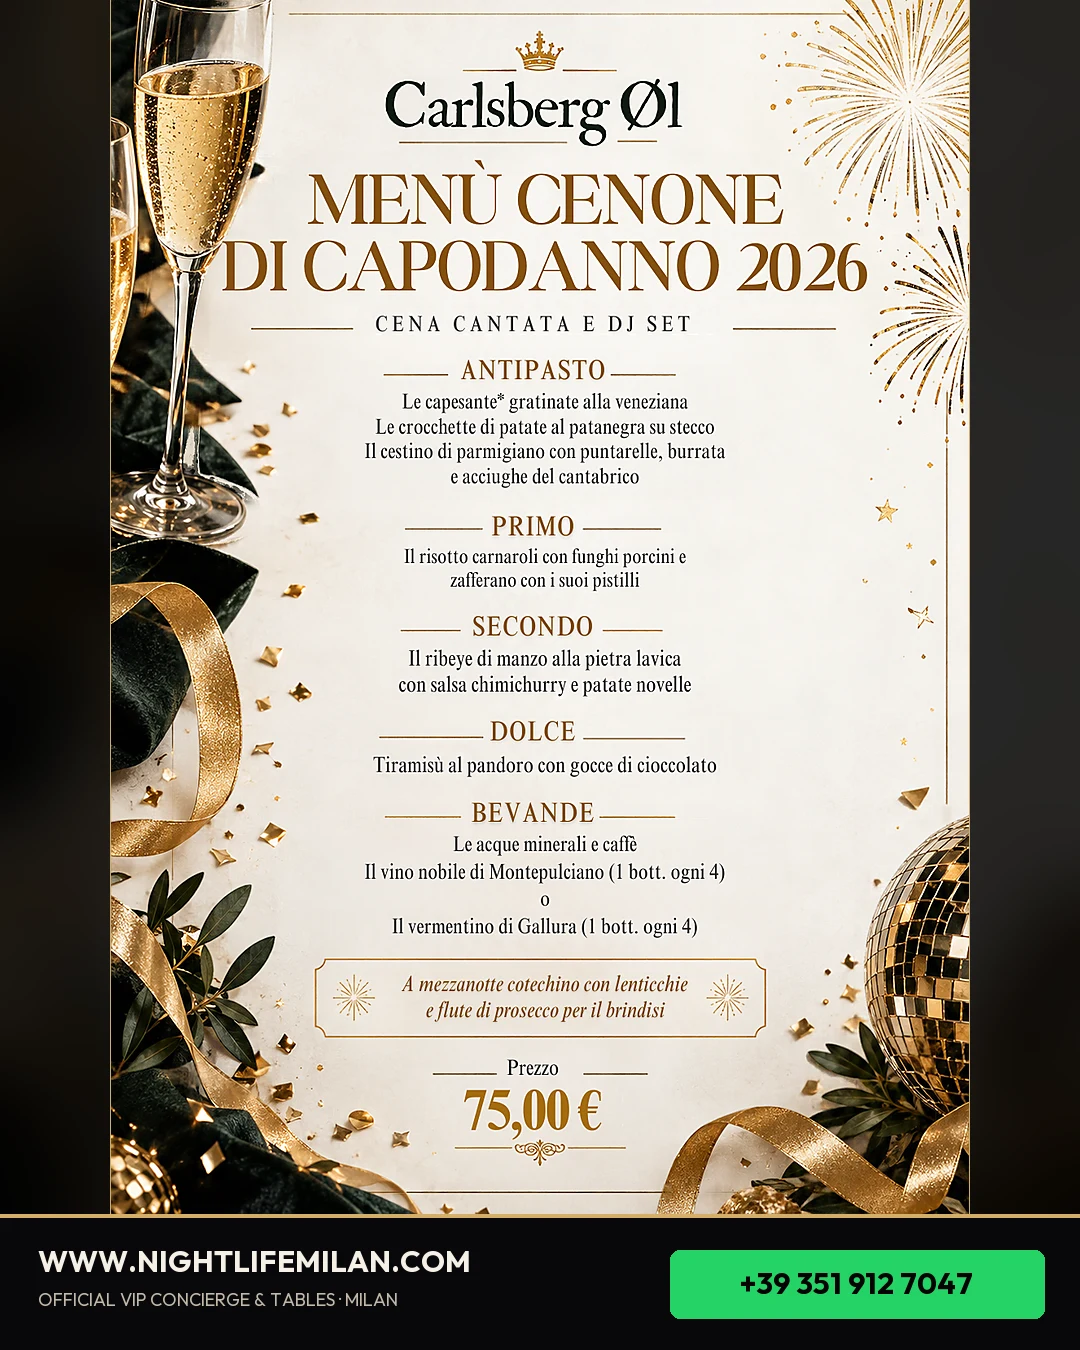 Carlsberg Øl
MENÙ CENONE
DI CAPODANNO 2026
CENA CANTATA E DJ SET
ANTIPASTO
Le capesante* gratinate alla veneziana
Le crocchette di patate al patanegra su stecco
Il cestino di parmigiano con puntarelle, burrata
e acciughe del cantabrico
PRIMO
Il risotto carnaroli con funghi porcini e
zafferano con i suoi pistilli
SECONDO
Il ribeye di manzo alla pietra lavica
con salsa chimichurry e patate novelle
DOLCE
Tiramisù al pandoro con gocce di cioccolato
BEVANDE
Le acque minerali e caffè
Il vino nobile di Montepulciano (1 bott. ogni 4)
o
Il vermentino di Gallura (1 bott. ogni 4)
A mezzanotte cotechino con lenticchie
e flute di prosecco per il brindisi
Prezzo
75,00 €
WWW.NIGHTLIFEMILAN.COM
OFFICIAL VIP CONCIERGE & TABLES · MILAN
+39 351 912 7047